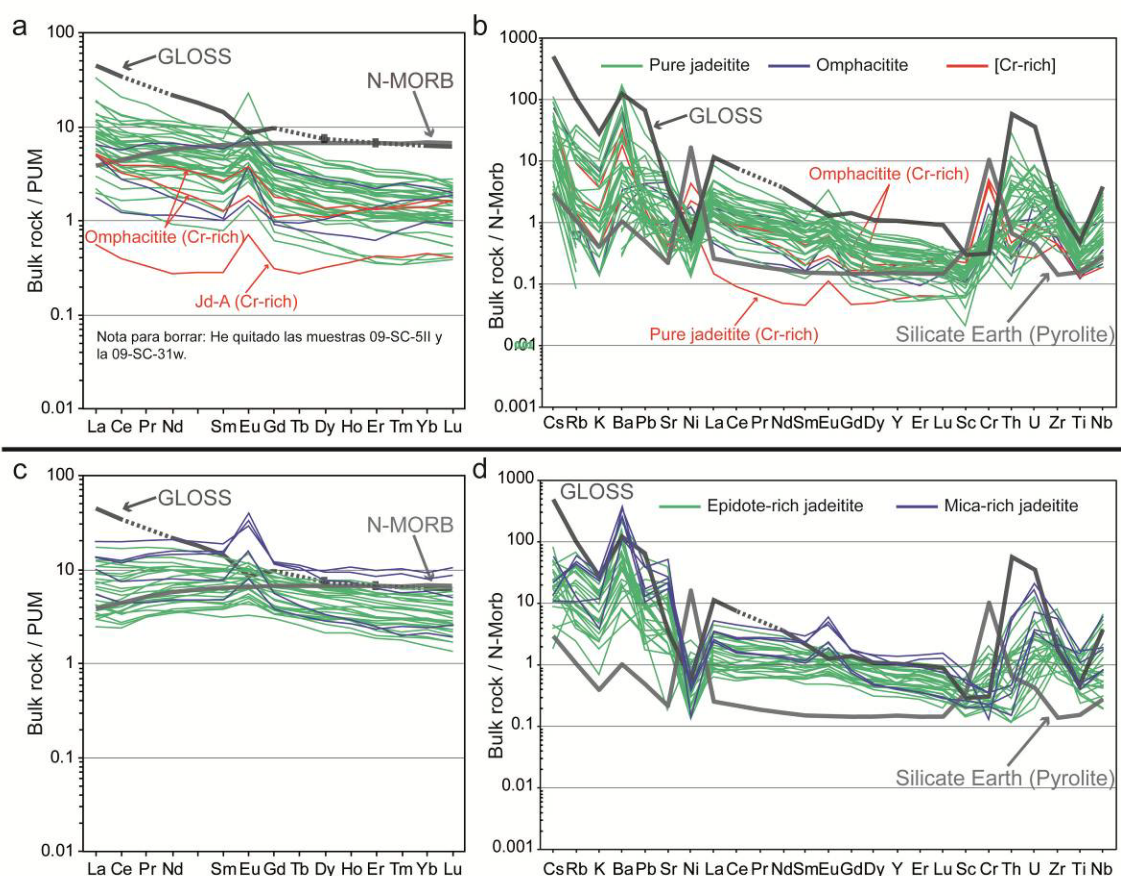 a
100
10
1
0.1
0.01
Bulk rock / PUM
GLOSS
N-MORB
Omphacitite (Cr-rich)
Jd-A (Cr-rich)
Nota para borrar: He quitado las muestras 09-SC-5II y
la 09-SC-31w.
La Ce Pr Nd Sm Eu Gd Tb Dy Ho Er Tm Yb Lu
b
1000
100
10
1
0.1
0.01
0.001
Bulk rock / N-Morb
Pure jadeitite Omphacitite [Cr-rich]
GLOSS
Omphacitite (Cr-rich)
Pure jadeitite (Cr-rich)
Silicate Earth (Pyrolite)
Cs Rb K Ba Pb Sr Ni La Ce Pr Nd Sm Eu Gd Dy Y Er Lu Sc Cr Th U Zr Ti Nb
c
100
10
1
0.1
0.01
Bulk rock / PUM
GLOSS
N-MORB
La Ce Pr Nd Sm Eu Gd Tb Dy Ho Er Tm Yb Lu
d
1000
100
10
1
0.1
0.01
0.001
Bulk rock / N-Morb
GLOSS
Epidote-rich jadeitite Mica-rich jadeitite
Silicate Earth (Pyrolite)
Cs Rb K Ba Pb Sr Ni La Ce Pr Nd Sm Eu Gd Dy Y Er Lu Sc Cr Th U Zr Ti Nb